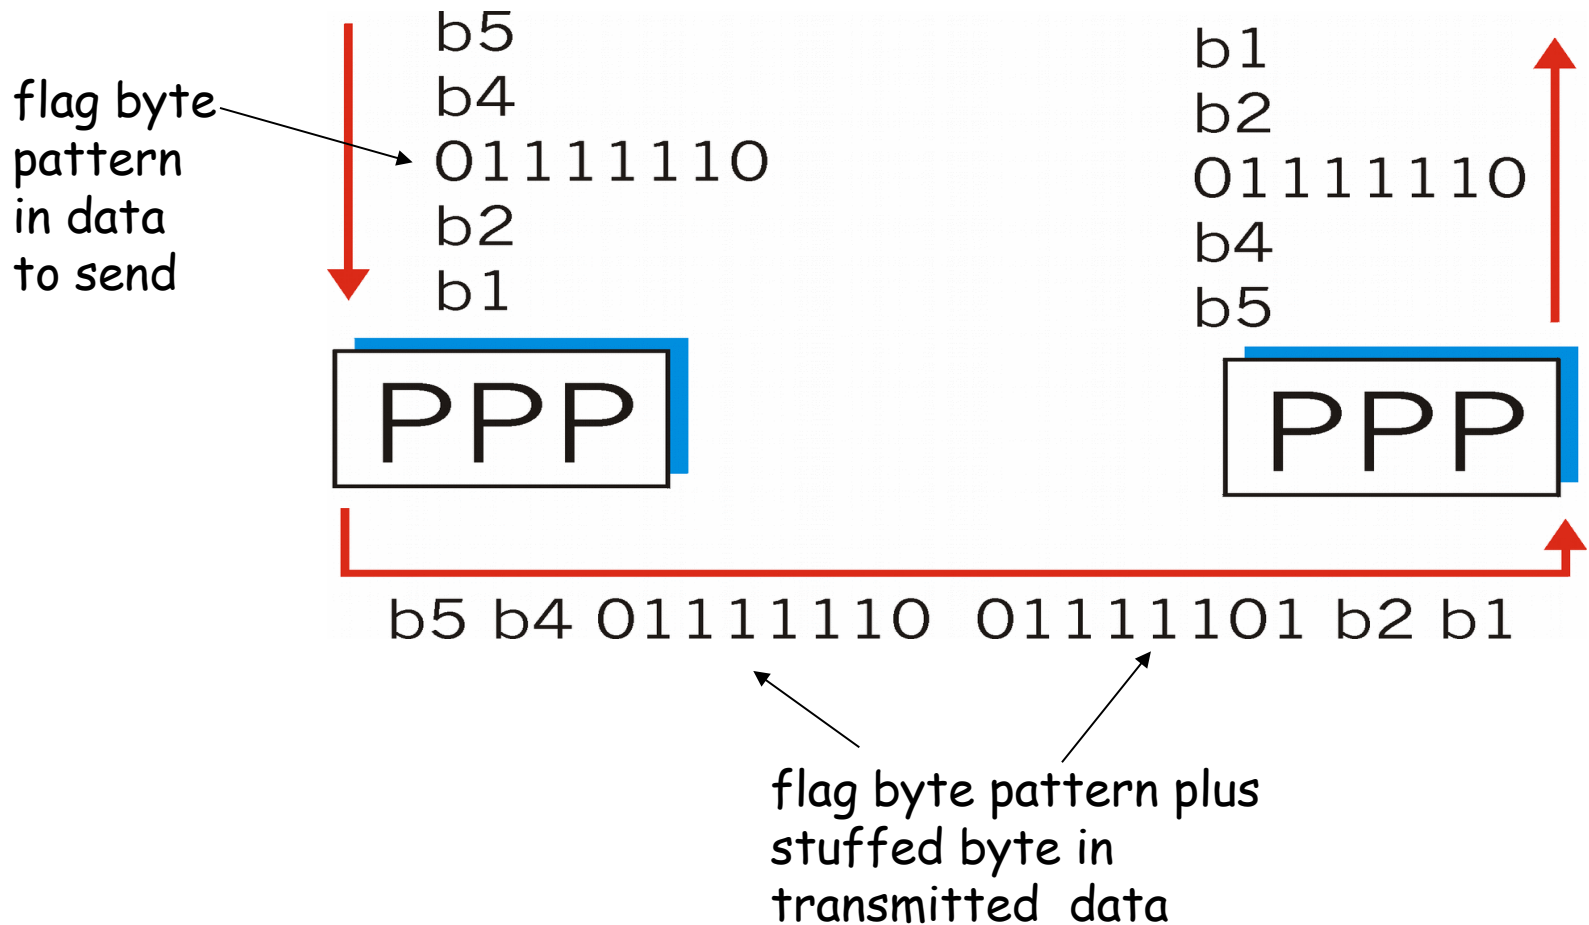 flag byte
pattern
in data
to send
b5
b4
01111110
b2
b1
PPP
b1
b2
01111110
b4
b5
PPP
b5 b4 01111110 01111101 b2 b1
flag byte pattern plus
stuffed byte in
transmitted data